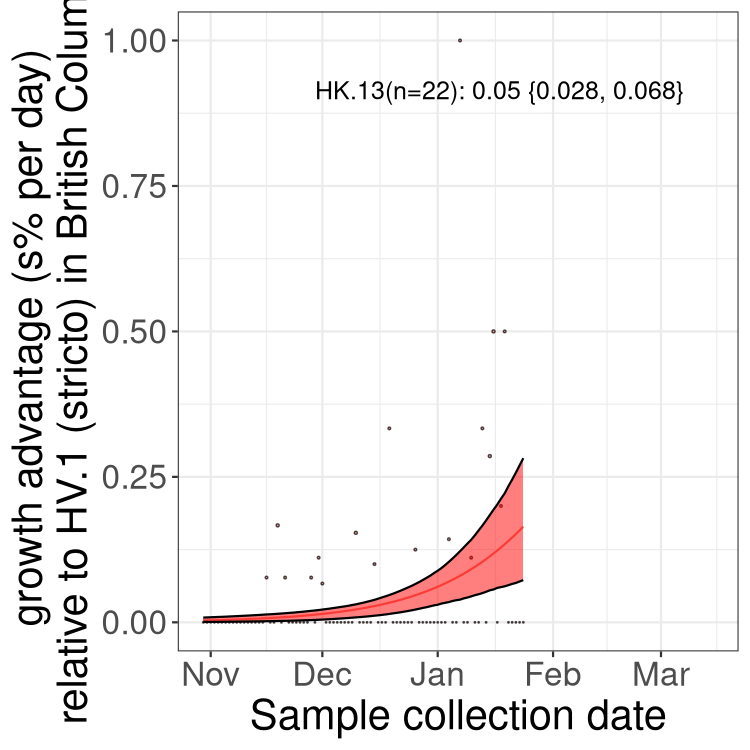 growth advantage (s% per day)
relative to HV.1 (stricto) in British Colum
1.00
0.75
0.50
0.25
0.00
HK.13(n=22): 0.05 {0.028, 0.068}
Nov Dec Jan Feb Mar
Sample collection date